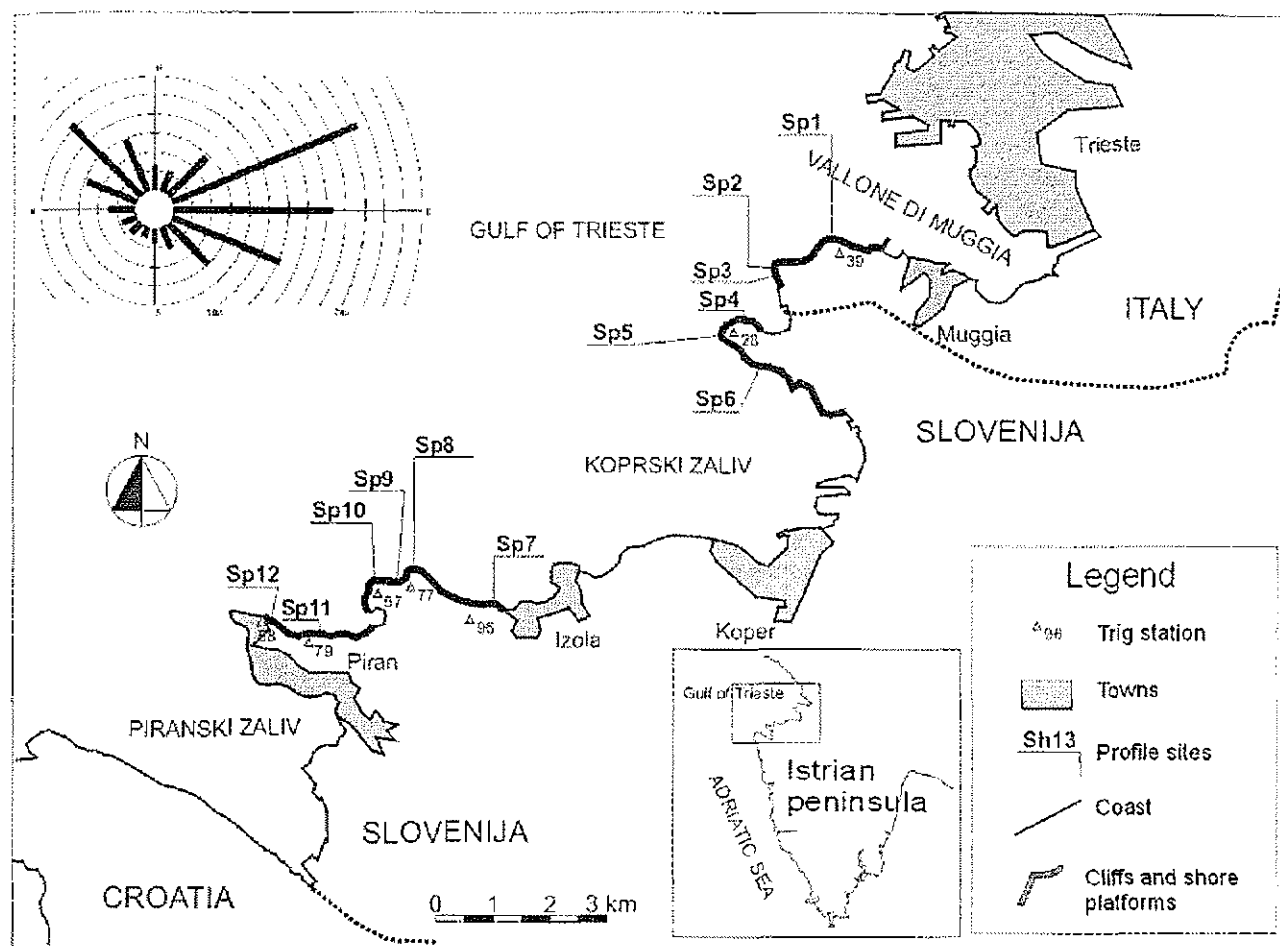 N
E
S
Sp1
Trieste
Sp2
VALLONE DI MUGGIA
GULF OF TRIESTE
39
Sp3
Sp4
ITALY
Sp5
28
Muggia
Sp6
SLOVENIJA
N
Sp8
KOPRSKI ZALIV
Sp9
Sp10
Sp7
Sp12
57
77
Sp11
96
Izola
Koper
79
Piran
PIRANSKI ZALIV
SLOVENIJA
CROATIA
0 1 2 3 km
Gulf of Trieste
Istrian
peninsula
ADRIATIC SEA
Legend
96 Trig station
Towns
Sh13 Profile sites
Coast
Cliffs and shore
platforms